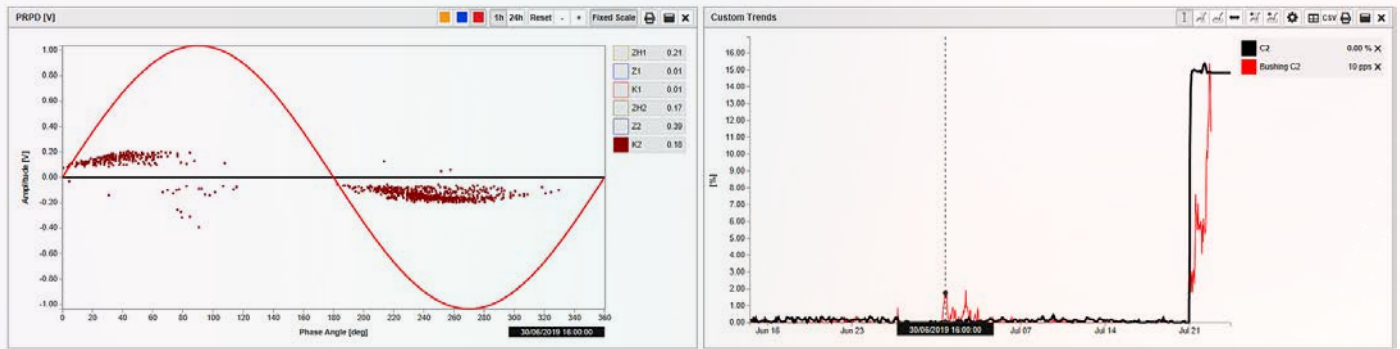 PRPD [V]
1h 24h Reset - + Fixed Scale
1.00
0.80
0.60
0.40
0.20
0.00
-0.20
-0.40
-0.60
-0.80
-1.00
Amplitude [V]
0 20 40 60 80 100 120 140 160 180 200 220 240 260 280 300 320 340 360
Phase Angle [deg]
30/06/2019 16:00:00
ZH1 0.21
Z1 0.01
K1 0.01
ZH2 0.17
Z2 0.39
K2 0.18
Custom Trends
CSV
16.00
15.00
14.00
13.00
12.00
11.00
10.00
9.00
8.00
7.00
6.00
5.00
4.00
3.00
2.00
1.00
0.00
[%]
Jun 16 Jun 23 30/06/2019 16:00:00 Jul 07 Jul 14 Jul 21
C2 0.00 % X
Bushing C2 10 pps X